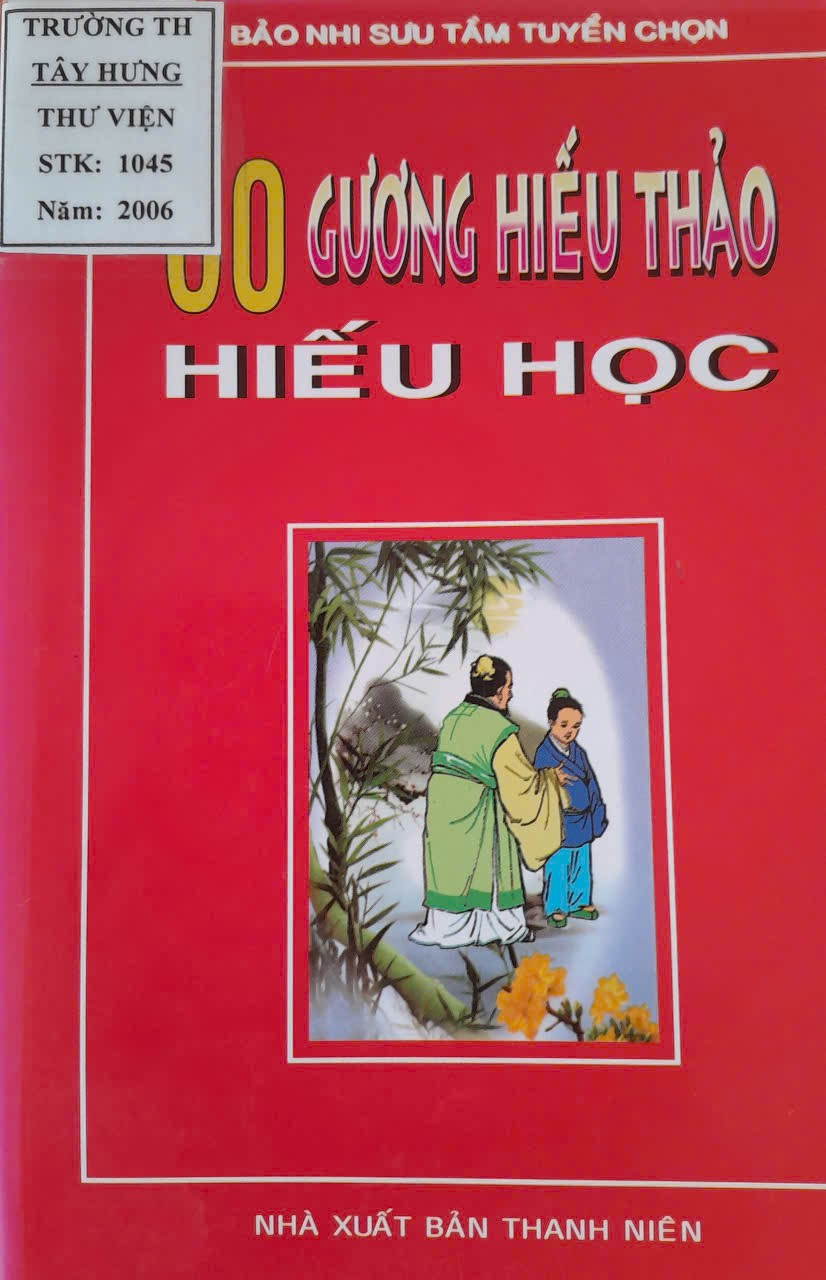 TRƯỜNG TH
TÂY HƯNG
THƯ VIỆN
STK: 1045
Năm: 2006
BẢO NHI SƯU TẦM TUYỂN CHỌN
GƯƠNG HIẾU THẢO
HIẾU HỌC
NHÀ XUẤT BẢN THANH NIÊN